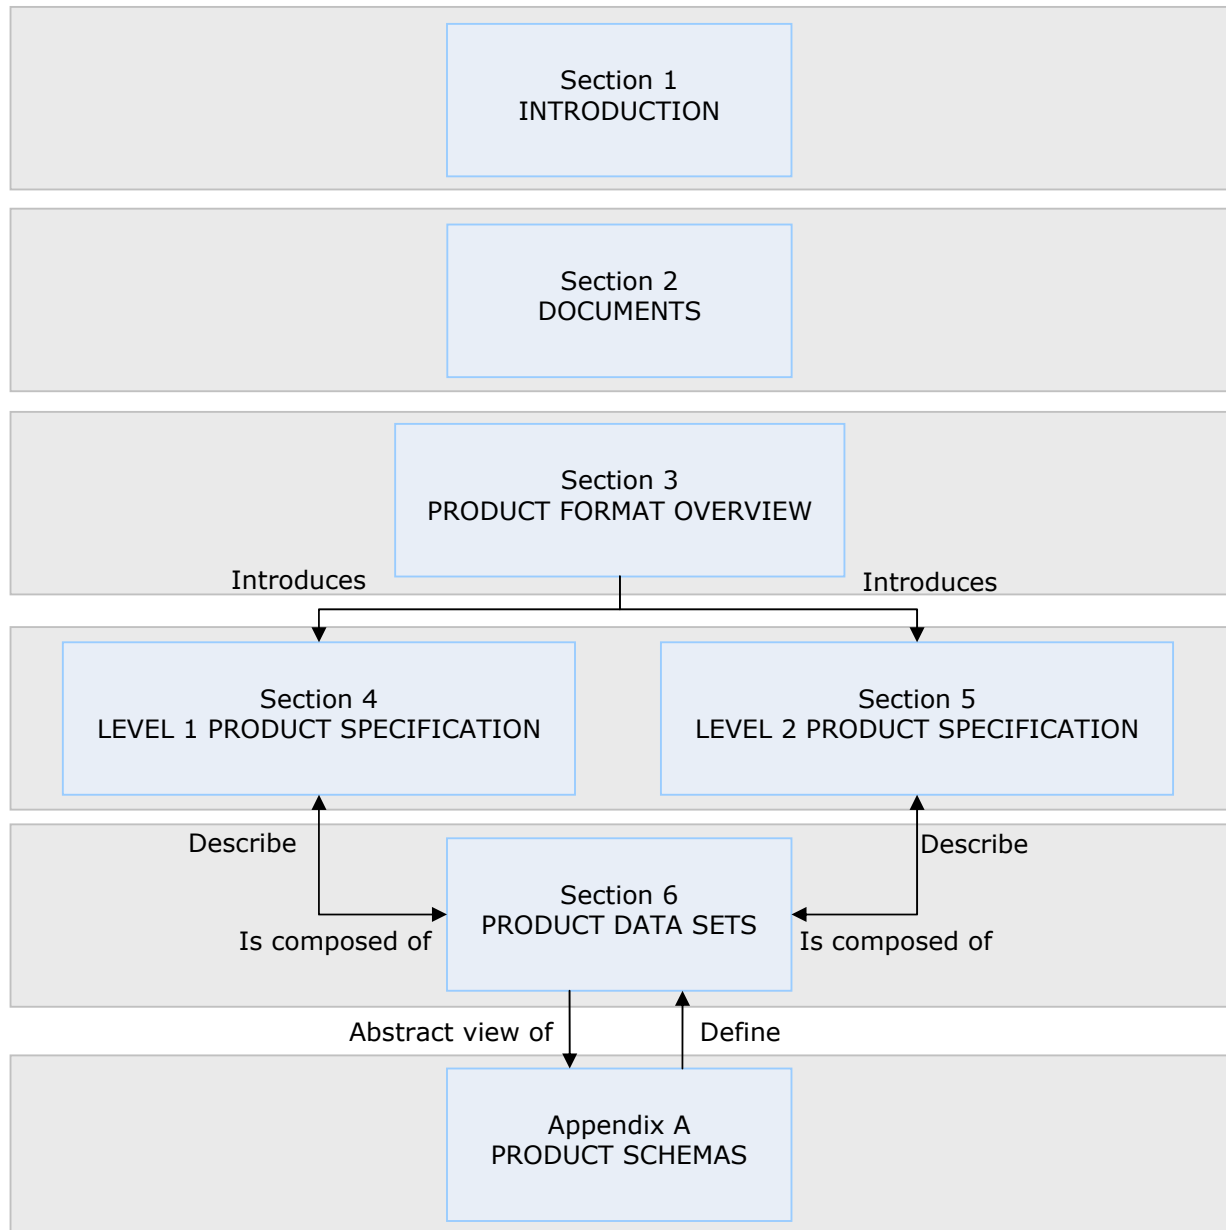 Section 1
INTRODUCTION
Section 2
DOCUMENTS
Section 3
PRODUCT FORMAT OVERVIEW
Introduces
Introduces
Section 4
LEVEL 1 PRODUCT SPECIFICATION
Section 5
LEVEL 2 PRODUCT SPECIFICATION
Describe
Describe
Section 6
PRODUCT DATA SETS
Is composed of
Is composed of
Abstract view of
Define
Appendix A
PRODUCT SCHEMAS